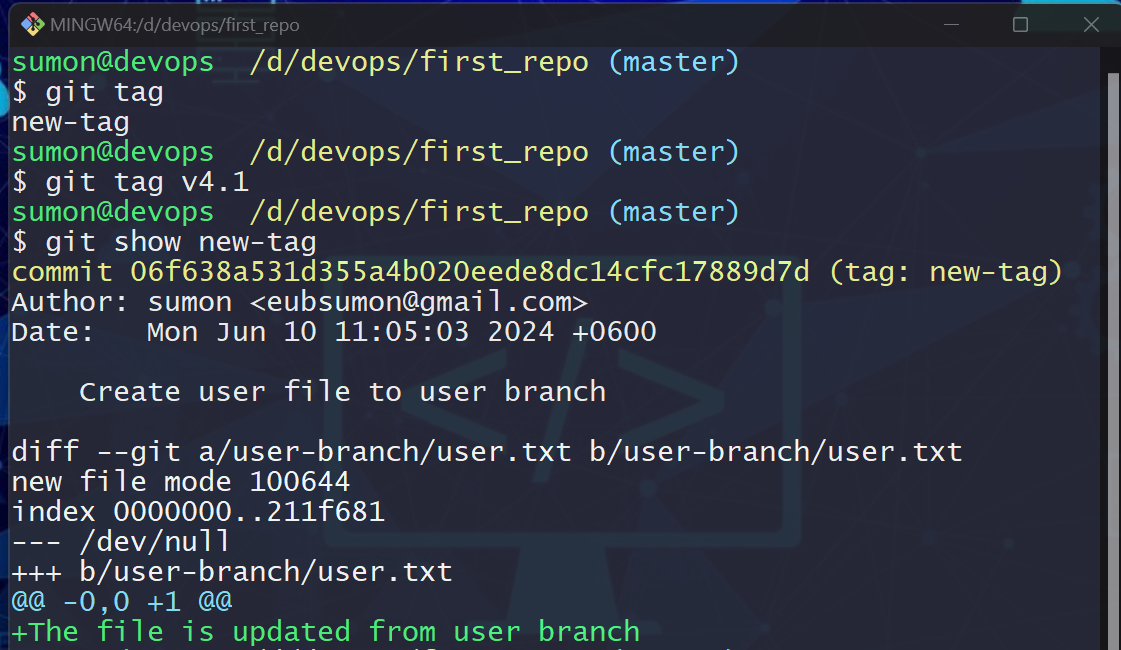 MINGW64:/d/devops/first_repo
sumon@devops  /d/devops/first_repo (master)
$ git tag
new-tag
sumon@devops  /d/devops/first_repo (master)
$ git tag v4.1
sumon@devops  /d/devops/first_repo (master)
$ git show new-tag
commit 06f638a531d355a4b020eede8dc14cfc17889d7d (tag: new-tag)
Author: sumon <eubsumon@gmail.com>
Date:   Mon Jun 10 11:05:03 2024 +0600
    Create user file to user branch
diff --git a/user-branch/user.txt b/user-branch/user.txt
new file mode 100644
index 0000000..211f681
--- /dev/null
+++ b/user-branch/user.txt
@@ -0,0 +1 @@
+The file is updated from user branch